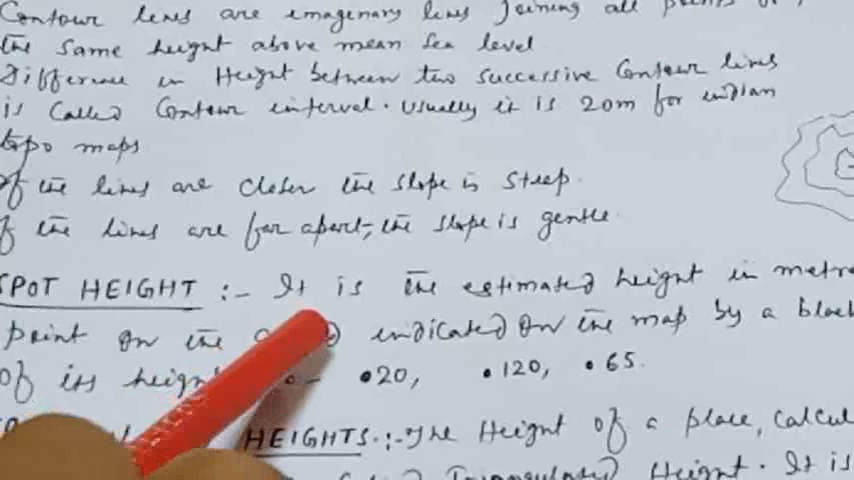 Contour lines are imagenary lines Joining all points of
the same height above mean sea level
Difference in Height between two successive Contour lines
is called Contour interval. usually it is 20m for indian
topo maps
If the lines are closer the slope is steep.
If the lines are far apart, the slope is gentle.
SPOT HEIGHT :- It is the estimated height in metre
point on the indicated on the map by a black
of its height .20, .120, .65.
HEIGHTS :- The Height of a place, calcul
Triangulated Height. It is